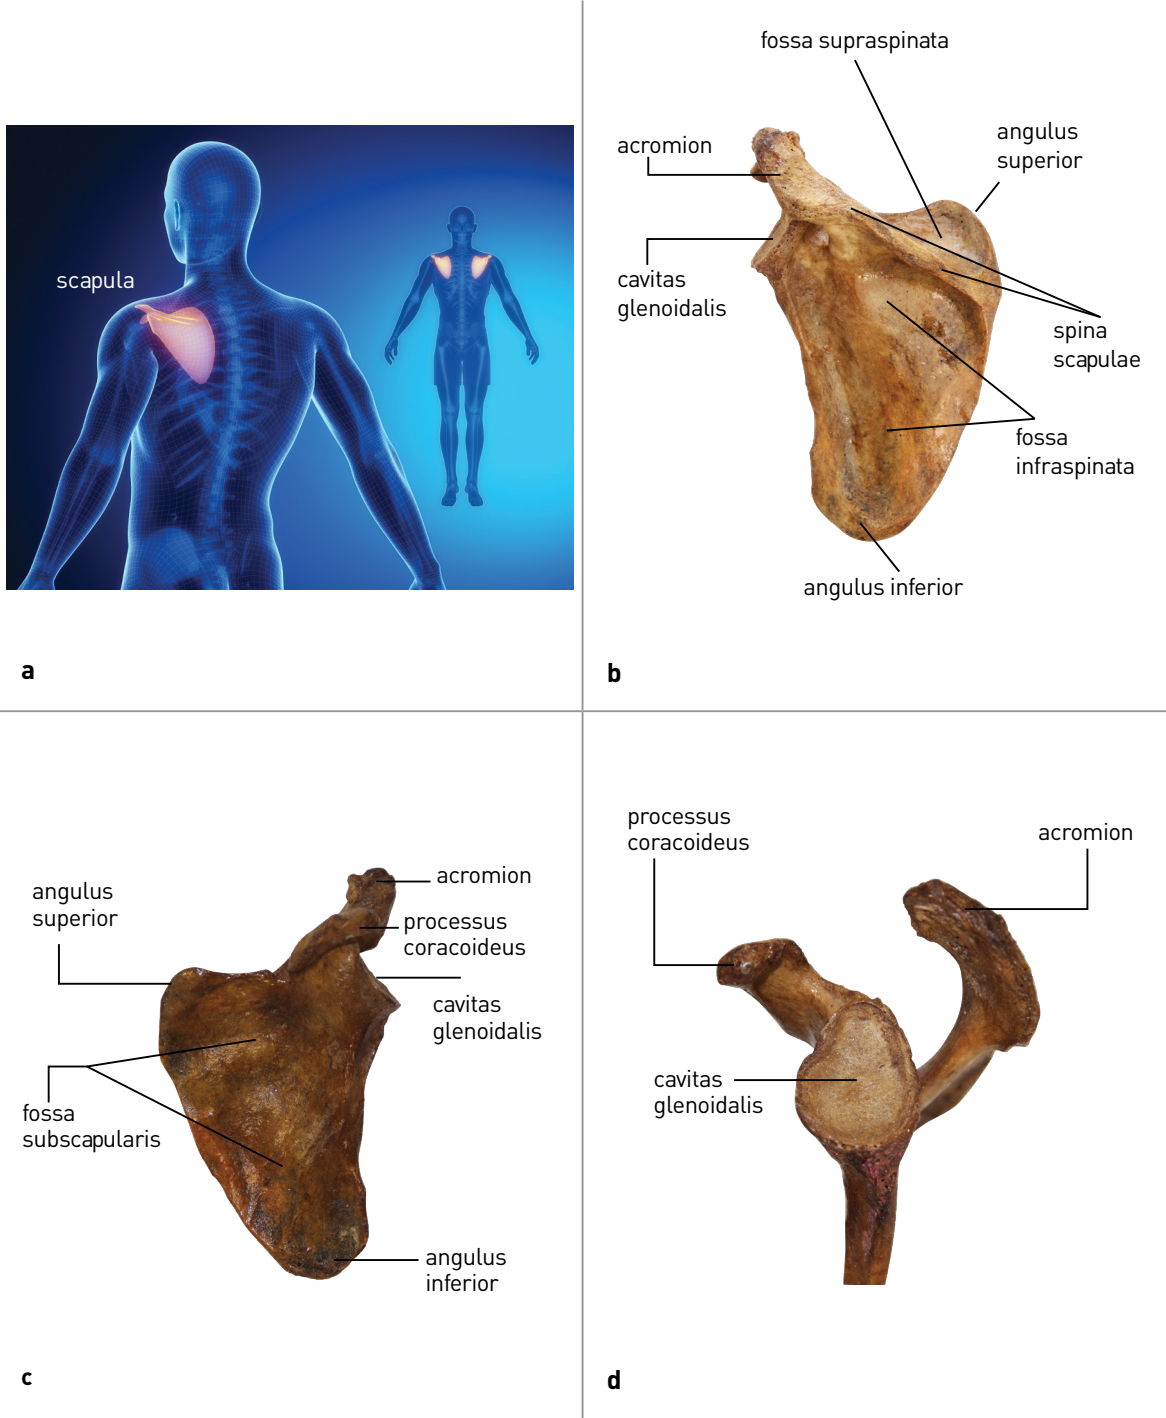 scapula
a
fossa supraspinata
acromion
angulus
superior
cavitas
glenoidalis
spina
scapulae
fossa
infraspinata
angulus inferior
b
angulus
superior
acromion
processus
coracoideus
cavitas
glenoidalis
fossa
subscapularis
angulus
inferior
c
processus
coracoideus
acromion
cavitas
glenoidalis
d